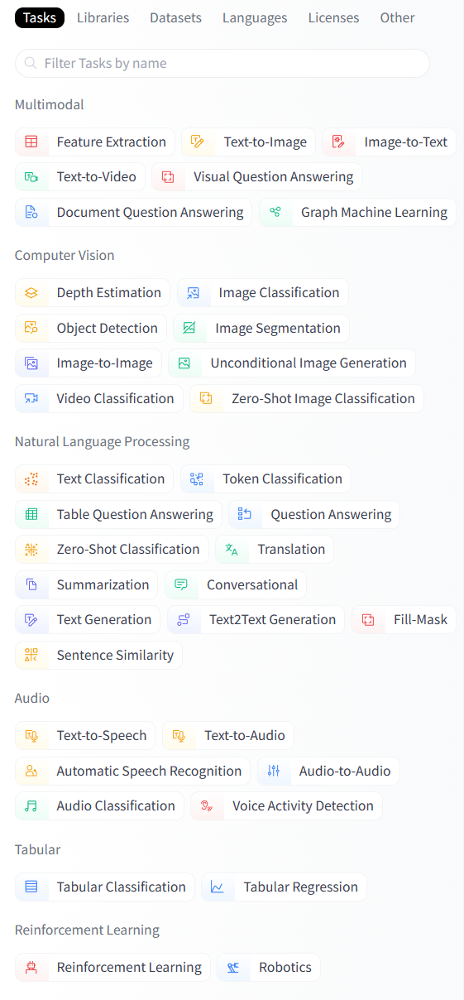 Tasks Libraries Datasets Languages Licenses Other
Filter Tasks by name
Multimodal
Feature Extraction Text-to-Image Image-to-Text
Text-to-Video Visual Question Answering
Document Question Answering Graph Machine Learning
Computer Vision
Depth Estimation Image Classification
Object Detection Image Segmentation
Image-to-Image Unconditional Image Generation
Video Classification Zero-Shot Image Classification
Natural Language Processing
Text Classification Token Classification
Table Question Answering Question Answering
Zero-Shot Classification Translation
Summarization Conversational
Text Generation Text2Text Generation Fill-Mask
Sentence Similarity
Audio
Text-to-Speech Text-to-Audio
Automatic Speech Recognition Audio-to-Audio
Audio Classification Voice Activity Detection
Tabular
Tabular Classification Tabular Regression
Reinforcement Learning
Reinforcement Learning Robotics